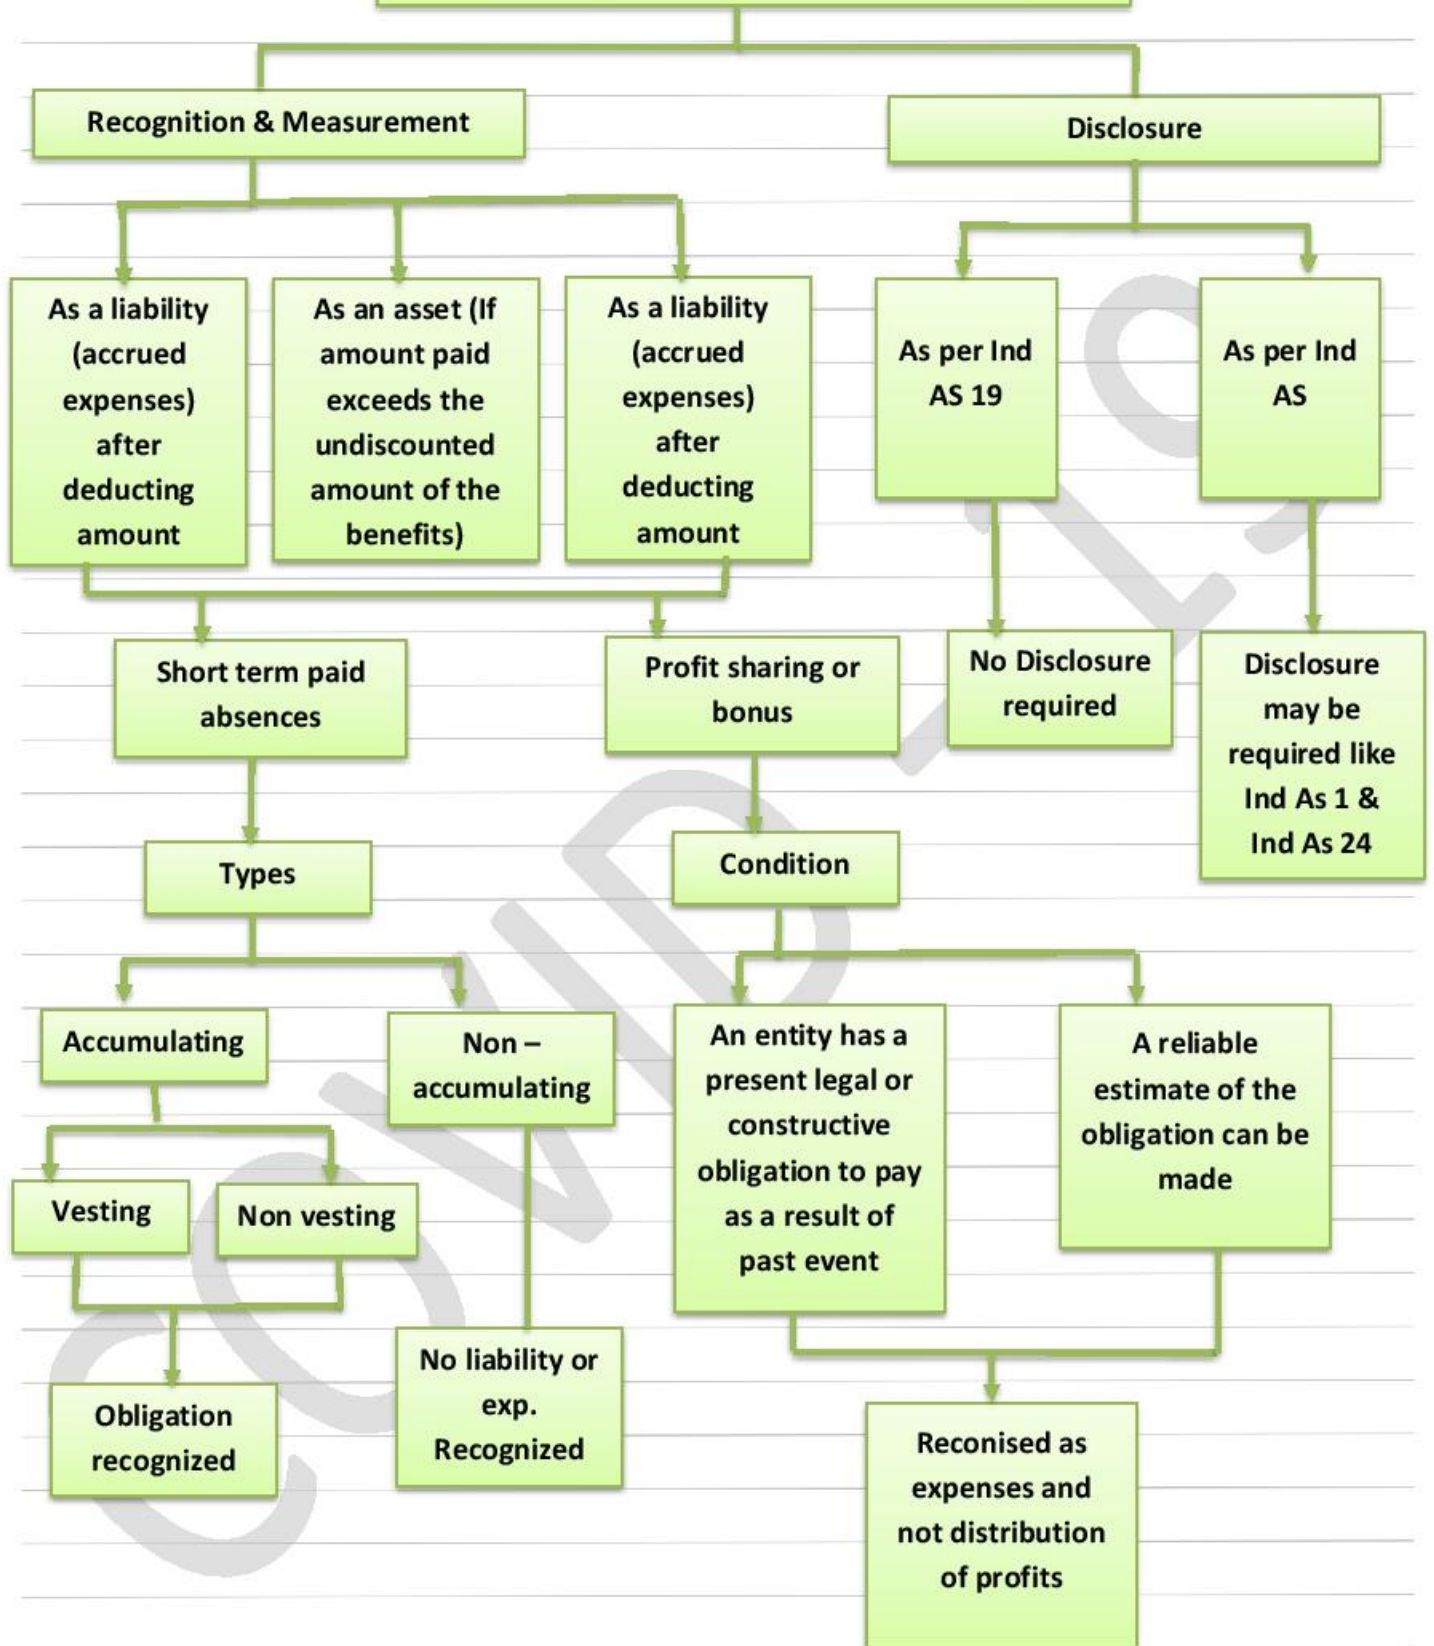 Recognition & Measurement
Disclosure
As a liability
(accrued
expenses)
after
deducting
amount
As an asset (If
amount paid
exceeds the
undiscounted
amount of the
benefits)
As a liability
(accrued
expenses)
after
deducting
amount
As per Ind
AS 19
As per Ind
AS
Short term paid
absences
Profit sharing or
bonus
No Disclosure
required
Disclosure
may be
required like
Ind As 1 &
Ind As 24
Types
Condition
Accumulating
Non –
accumulating
An entity has a
present legal or
constructive
obligation to pay
as a result of
past event
A reliable
estimate of the
obligation can be
made
Vesting
Non vesting
Obligation
recognized
No liability or
exp.
Recognized
Reconised as
expenses and
not distribution
of profits
COVID -19